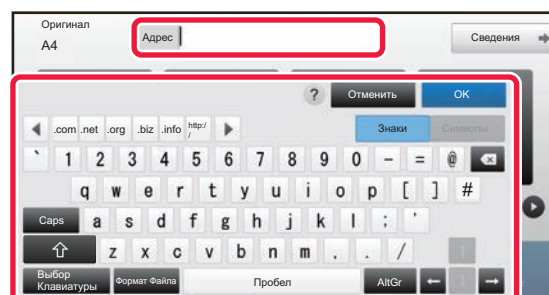 Оригинал
A4
Адрес
Сведения
? Отменить OK
.com .net .org .biz .info http:/
/
Знаки Символы
` 1 2 3 4 5 6 7 8 9 0 - = @
q w e r t y u i o p [ ] #
Caps a s d f g h j k l ; '
z x c v b n m . . /
Выбор
Клавиатуры
Формат Файла Пробел AltGr